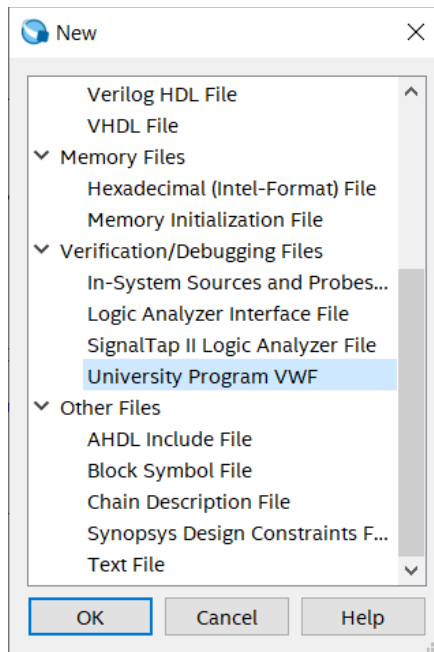 New
Verilog HDL File
VHDL File
Memory Files
Hexadecimal (Intel-Format) File
Memory Initialization File
Verification/Debugging Files
In-System Sources and Probes...
Logic Analyzer Interface File
SignalTap II Logic Analyzer File
University Program VWF
Other Files
AHDL Include File
Block Symbol File
Chain Description File
Synopsys Design Constraints F...
Text File
OK Cancel Help